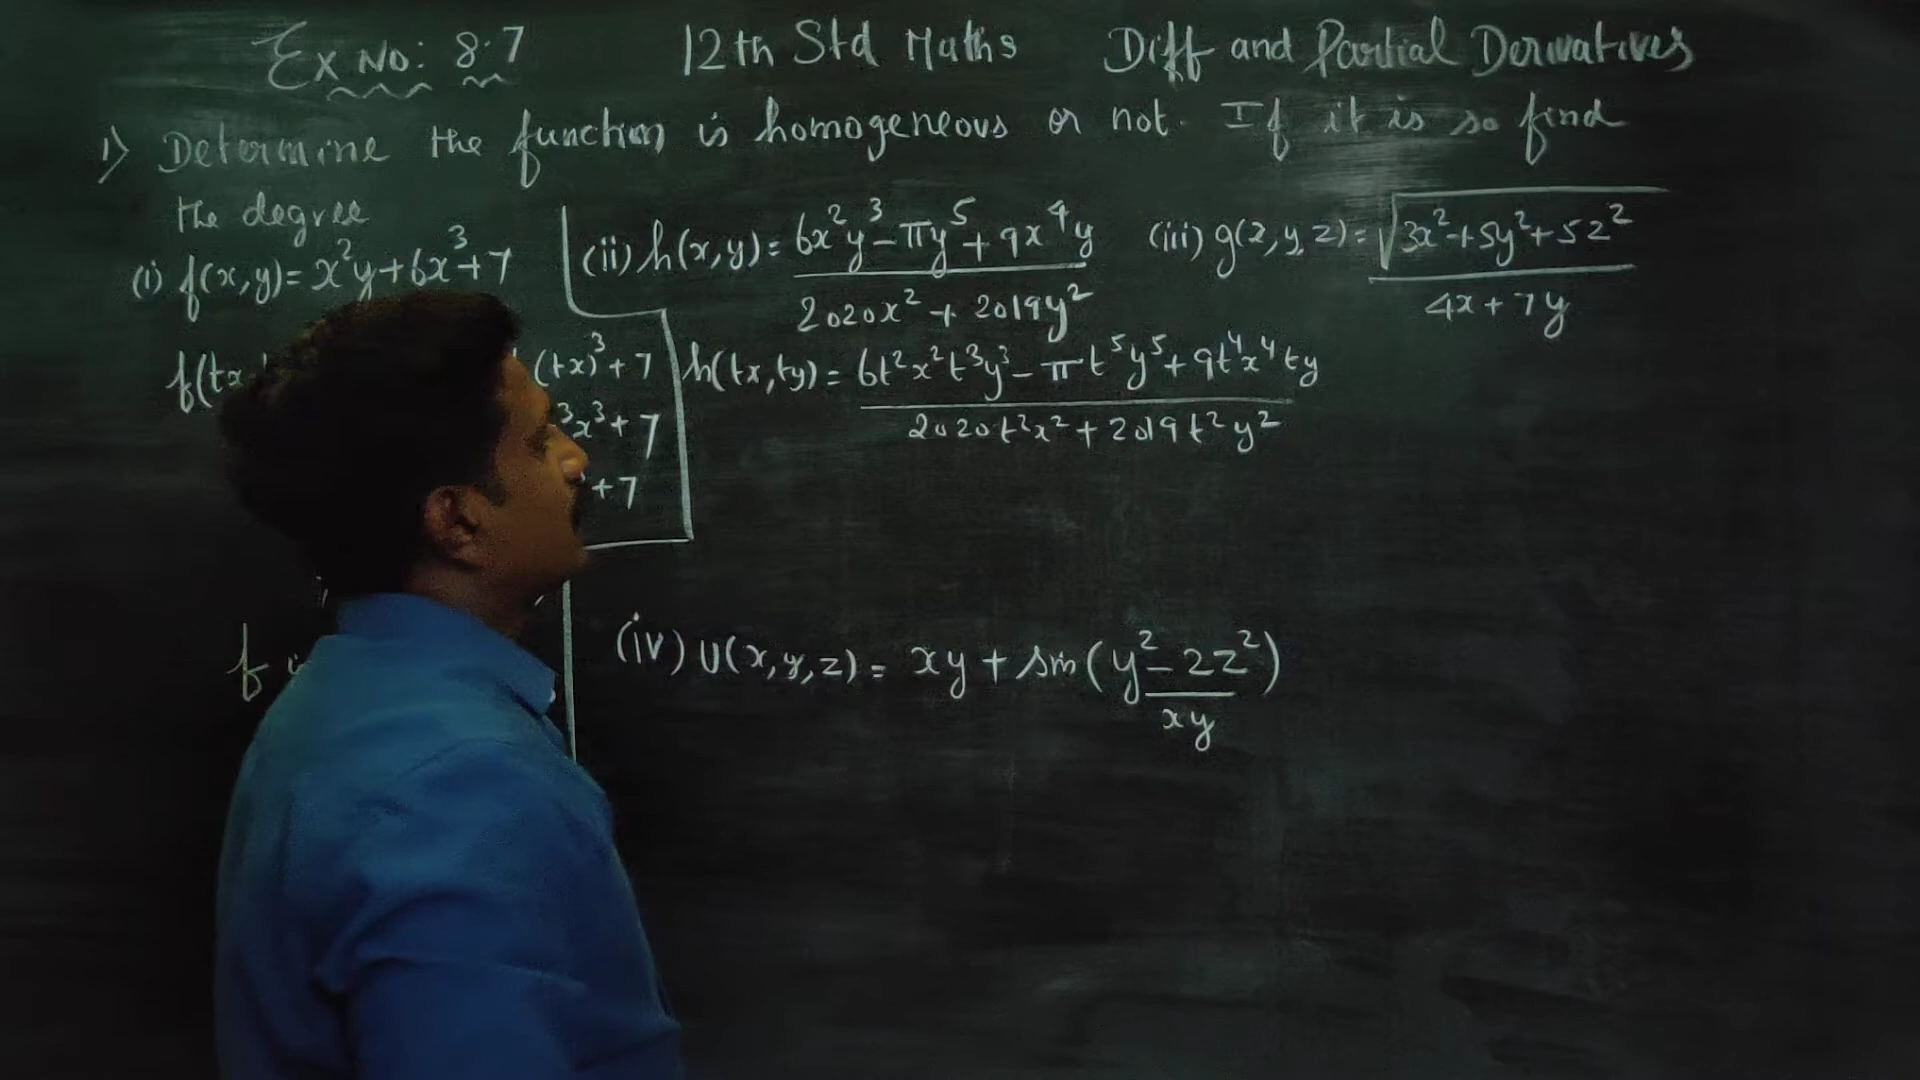 Ex No: 8.7 12th Std Maths Diff and Partial Derivatives
1) Determine the function is homogeneous or not. If it is so find
the degree
(i) f(x,y)= x²y+6x³+7
(ii) h(x,y)= 6x²y³-πy⁵+9x⁴y
2020x²+2019y²
(iii) g(x,y,z)= √3x²+5y²+5z²
4x+7y
f(tx (tx)³+7
³x³+7
+7
h(tx,ty)= 6t²x²t³y³-πt⁵y⁵+9t⁴x⁴ty
2020t²x²+2019t²y²
f
(iv) U(x,y,z)= xy+sin(y²-2z²)
xy